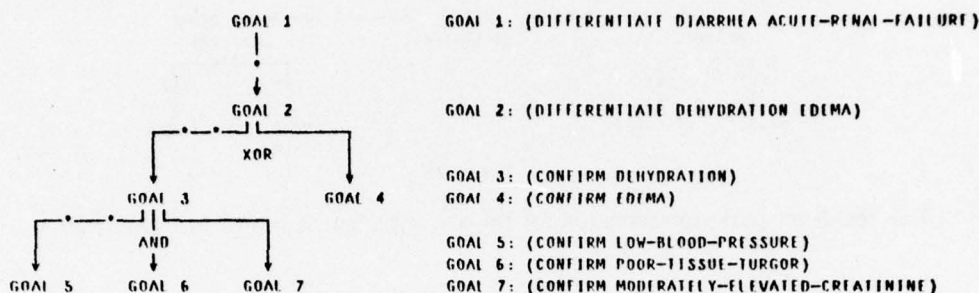 GOAL 1 GOAL 1: (DIFFERENTIATE DIARRHEA ACUTE-RENAL-FAILURE)
GOAL 2 GOAL 2: (DIFFERENTIATE DEHYDRATION EDEMA)
XOR
GOAL 3: (CONFIRM DEHYDRATION)
GOAL 3 GOAL 4 GOAL 4: (CONFIRM EDEMA)
AND GOAL 5: (CONFIRM LOW-BLOOD-PRESSURE)
GOAL 6: (CONFIRM POOR-TISSUE-TURGOR)
GOAL 5 GOAL 6 GOAL 7 GOAL 7: (CONFIRM MODERATELY-ELEVATED-CREATININE)